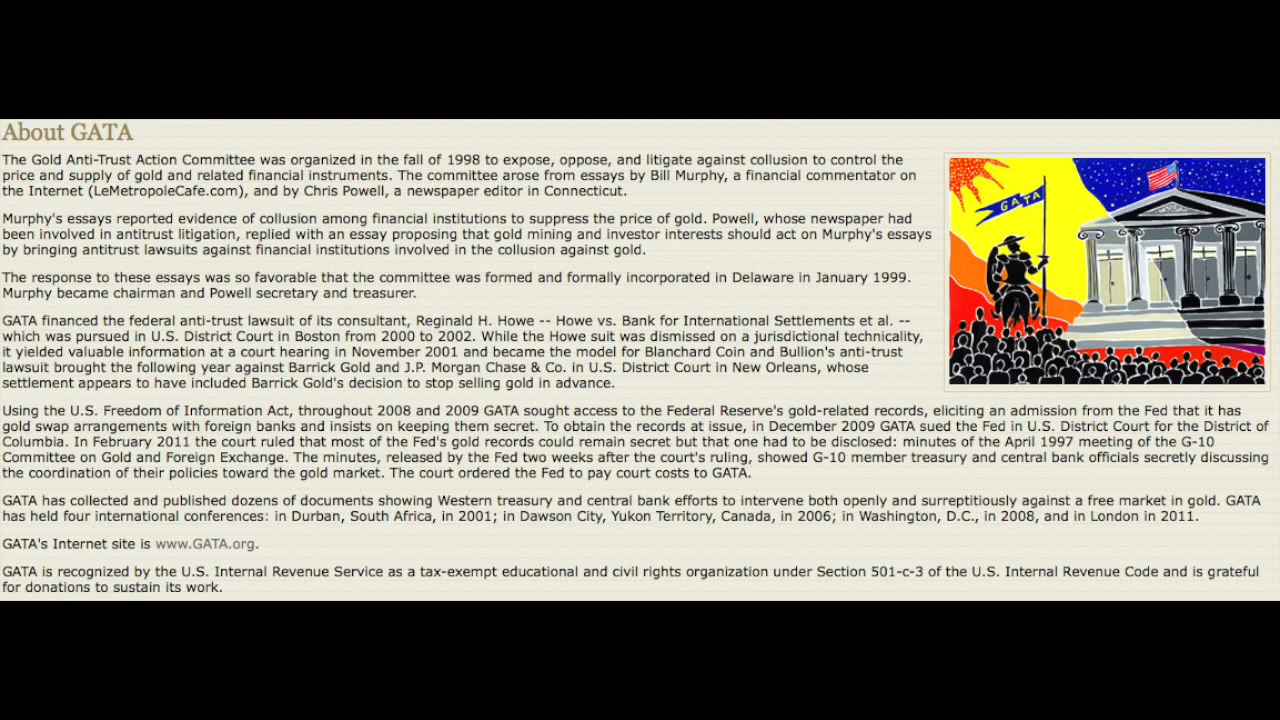 About GATA
The Gold Anti-Trust Action Committee was organized in the fall of 1998 to expose, oppose, and litigate against collusion to control the
price and supply of gold and related financial instruments. The committee arose from essays by Bill Murphy, a financial commentator on
the Internet (LeMetropoleCafe.com), and by Chris Powell, a newspaper editor in Connecticut.
Murphy's essays reported evidence of collusion among financial institutions to suppress the price of gold. Powell, whose newspaper had
been involved in antitrust litigation, replied with an essay proposing that gold mining and investor interests should act on Murphy's essays
by bringing antitrust lawsuits against financial institutions involved in the collusion against gold.
The response to these essays was so favorable that the committee was formed and formally incorporated in Delaware in January 1999.
Murphy became chairman and Powell secretary and treasurer.
GATA financed the federal anti-trust lawsuit of its consultant, Reginald H. Howe -- Howe vs. Bank for International Settlements et al. --
which was pursued in U.S. District Court in Boston from 2000 to 2002. While the Howe suit was dismissed on a jurisdictional technicality,
it yielded valuable information at a court hearing in November 2001 and became the model for Blanchard Coin and Bullion's anti-trust
lawsuit brought the following year against Barrick Gold and J.P. Morgan Chase & Co. in U.S. District Court in New Orleans, whose
settlement appears to have included Barrick Gold's decision to stop selling gold in advance.
GATA
Using the U.S. Freedom of Information Act, throughout 2008 and 2009 GATA sought access to the Federal Reserve's gold-related records, eliciting an admission from the Fed that it has
gold swap arrangements with foreign banks and insists on keeping them secret. To obtain the records at issue, in December 2009 GATA sued the Fed in U.S. District Court for the District of
Columbia. In February 2011 the court ruled that most of the Fed's gold records could remain secret but that one had to be disclosed: minutes of the April 1997 meeting of the G-10
Committee on Gold and Foreign Exchange. The minutes, released by the Fed two weeks after the court's ruling, showed G-10 member treasury and central bank officials secretly discussing
the coordination of their policies toward the gold market. The court ordered the Fed to pay court costs to GATA.
GATA has collected and published dozens of documents showing Western treasury and central bank efforts to intervene both openly and surreptitiously against a free market in gold. GATA
has held four international conferences: in Durban, South Africa, in 2001; in Dawson City, Yukon Territory, Canada, in 2006; in Washington, D.C., in 2008, and in London in 2011.
GATA's Internet site is www.GATA.org.
GATA is recognized by the U.S. Internal Revenue Service as a tax-exempt educational and civil rights organization under Section 501-c-3 of the U.S. Internal Revenue Code and is grateful
for donations to sustain its work.